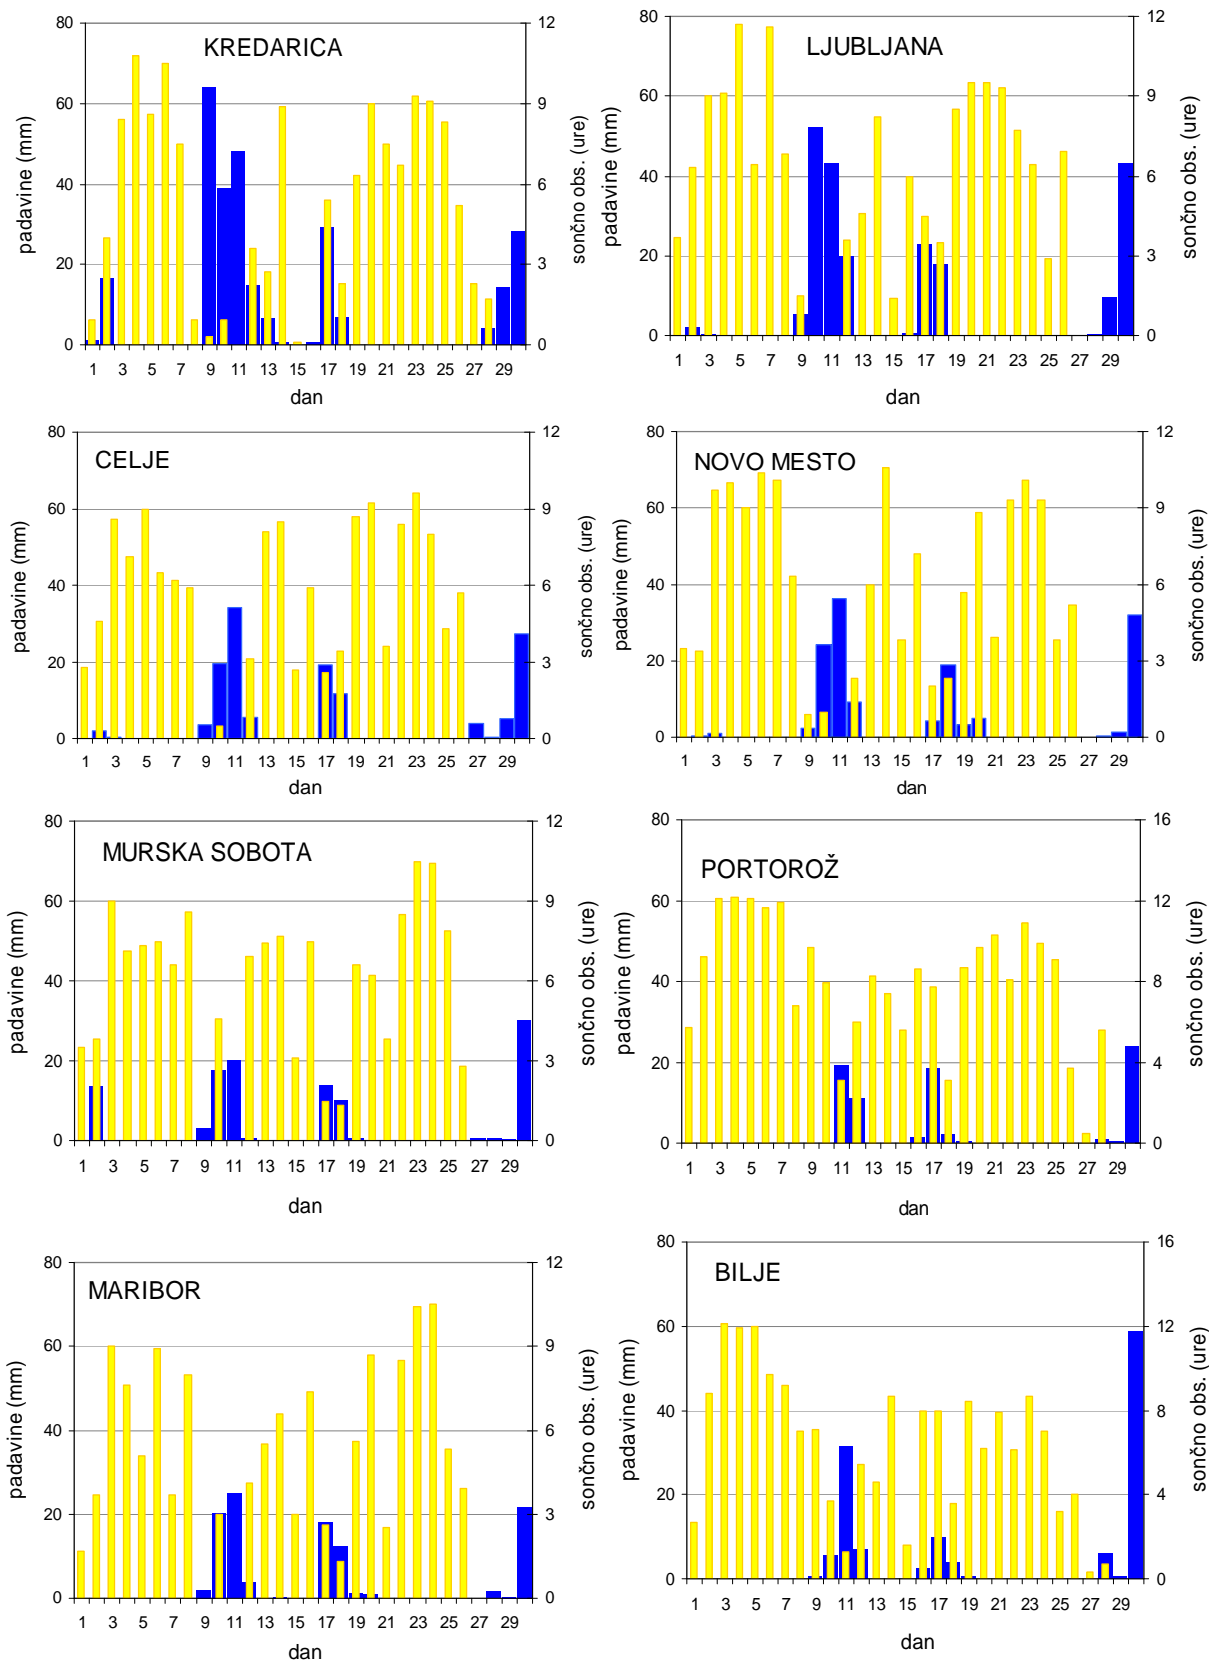 KREDARICA
padavine (mm)
80
60
40
20
0
12
9
6
3
0
sončno obs. (ure)
1 3 5 7 9 11 13 15 17 19 21 23 25 27 29
dan
LJUBLJANA
padavine (mm)
80
60
40
20
0
12
9
6
3
0
sončno obs. (ure)
1 3 5 7 9 11 13 15 17 19 21 23 25 27 29
dan
CELJE
padavine (mm)
80
60
40
20
0
12
9
6
3
0
sončno obs. (ure)
1 3 5 7 9 11 13 15 17 19 21 23 25 27 29
dan
NOVO MESTO
padavine (mm)
80
60
40
20
0
12
9
6
3
0
sončno obs. (ure)
1 3 5 7 9 11 13 15 17 19 21 23 25 27 29
dan
MURSKA SOBOTA
padavine (mm)
80
60
40
20
0
12
9
6
3
0
sončno obs. (ure)
1 3 5 7 9 11 13 15 17 19 21 23 25 27 29
dan
PORTOROŽ
padavine (mm)
80
60
40
20
0
16
12
8
4
0
sončno obs. (ure)
1 3 5 7 9 11 13 15 17 19 21 23 25 27 29
dan
MARIBOR
padavine (mm)
80
60
40
20
0
12
9
6
3
0
sončno obs. (ure)
1 3 5 7 9 11 13 15 17 19 21 23 25 27 29
dan
BILJE
padavine (mm)
80
60
40
20
0
16
12
8
4
0
sončno obs. (ure)
1 3 5 7 9 11 13 15 17 19 21 23 25 27 29
dan